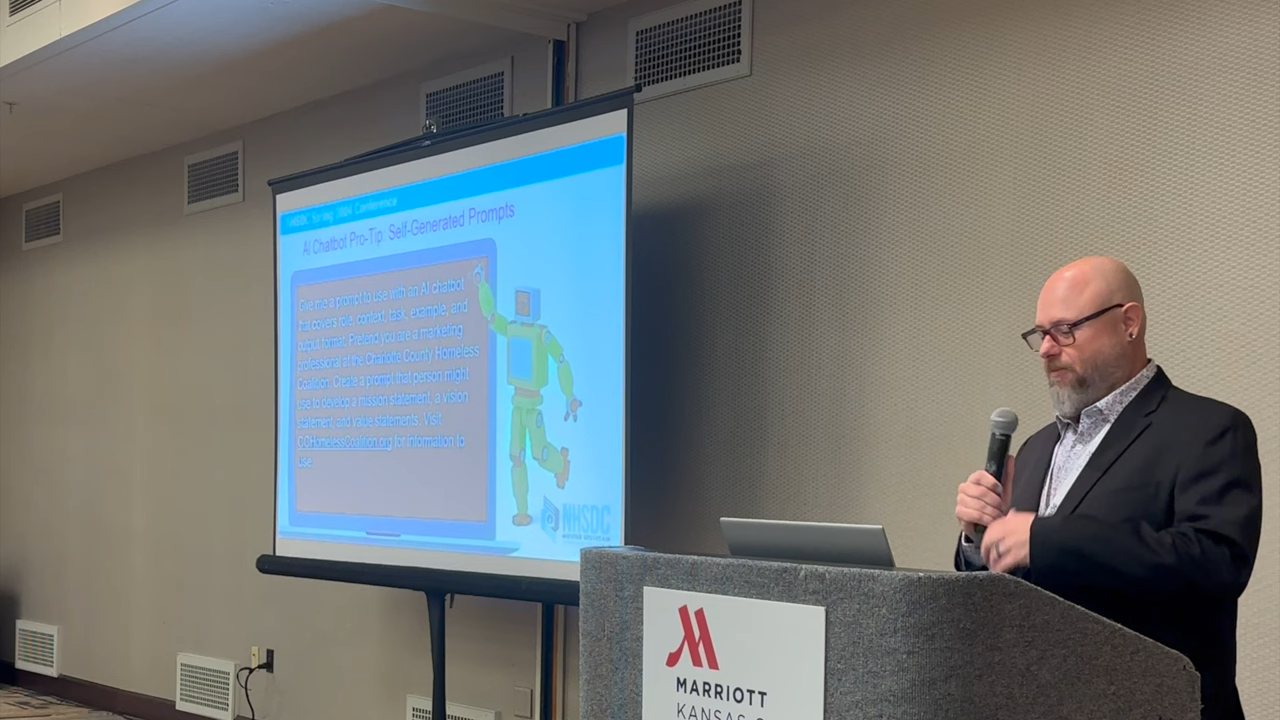 NHSDC Spring 2024 Conference
AI Chatbot Pro-Tip: Self-Generated Prompts
Give me a prompt to use with an AI chatbot
that covers role, context, task, example, and
output format. Pretend you are a marketing
professional at the Charlotte County Homeless
Coalition. Create a prompt that person might
use to develop a mission statement, a vision
statement, and value statements. Visit
CCHomelessCoalition.org for information to
use.
NHSDC
MARRIOTT
KANSAS C